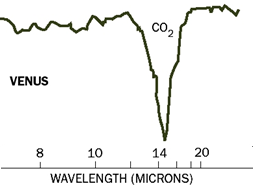 CO2
VENUS
8 10 14 20
WAVELENGTH (MICRONS)